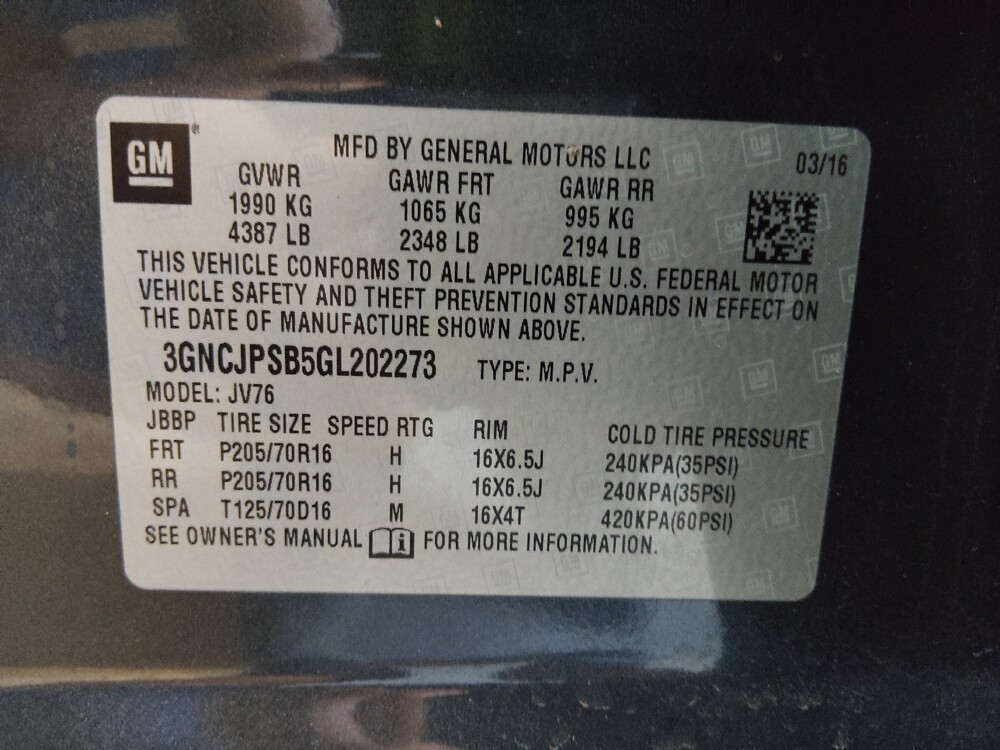 GM ®
MFD BY GENERAL MOTORS LLC 03/16
GVWR GAWR FRT GAWR RR
1990 KG 1065 KG 995 KG
4387 LB 2348 LB 2194 LB
THIS VEHICLE CONFORMS TO ALL APPLICABLE U.S. FEDERAL MOTOR
VEHICLE SAFETY AND THEFT PREVENTION STANDARDS IN EFFECT ON
THE DATE OF MANUFACTURE SHOWN ABOVE.
3GNCJPSB5GL202273 TYPE: M.P.V.
MODEL: JV76
JBBP TIRE SIZE SPEED RTG RIM COLD TIRE PRESSURE
FRT P205/70R16 H 16X6.5J 240KPA(35PSI)
RR P205/70R16 H 16X6.5J 240KPA(35PSI)
SPA T125/70D16 M 16X4T 420KPA(60PSI)
SEE OWNER'S MANUAL i FOR MORE INFORMATION.